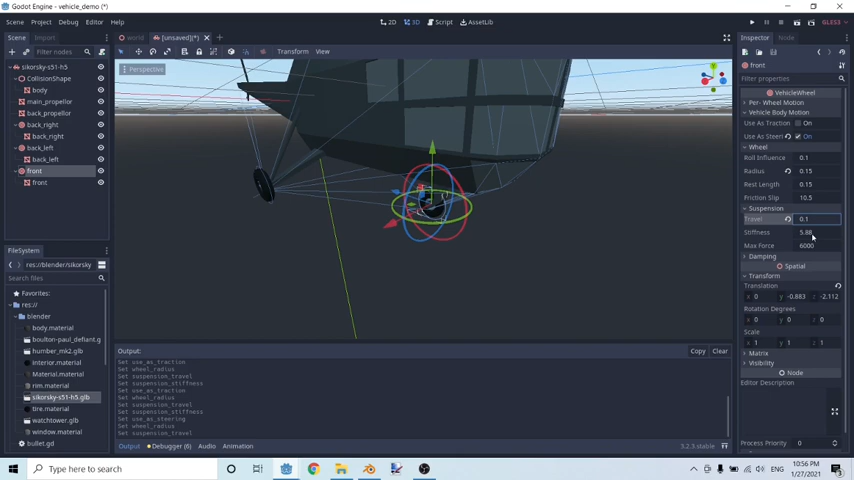 Godot Engine - vehicle_demo (*)
Scene Project Debug Editor Help
2D 3D Script AssetLib
GLES3
Scene Import
Filter nodes
sikorsky-s51-h5
CollisionShape
body
main_propellor
back_propellor
back_right
back_right
back_left
back_left
front
front
FileSystem
res://blender/sikorsky
Search files
Favorites:
res://
blender
body.material
boulton-paul_defiant.g
humber_mk2.glb
Interior.material
Material.material
rim.material
sikorsky-s51-h5.glb
tire.material
watchtower.glb
window.material
bullet.gd
world [unsaved](*)
Transform View
Perspective
Output: Copy Clear
Set use_as_traction
Set wheel_radius
Set suspension_travel
Set suspension_stiffness
Set use_as_traction
Set wheel_radius
Set suspension_travel
Set suspension_stiffness
Set use_as_steering
Set wheel_radius
Set suspension_travel
Output Debugger (6) Audio Animation
3.2.3.stable
Inspector Node
front
Filter properties
VehicleWheel
Per- Wheel Motion
Vehicle Body Motion
Use As Traction On
Use As Steeri On
Wheel
Roll Influence 0.1
Radius 0.15
Rest Length 0.15
Friction Slip 10.5
Suspension
Travel 0.1
Stiffness 5.88
Max Force 6000
Damping
Spatial
Transform
Translation
x 0 y -0.883 z -2.112
Rotation Degrees
x 0 y 0 z 0
Scale
x 1 y 1 z 1
Matrix
Visibility
Node
Editor Description
Process Priority 0
Type here to search
10:56 PM
1/27/2021